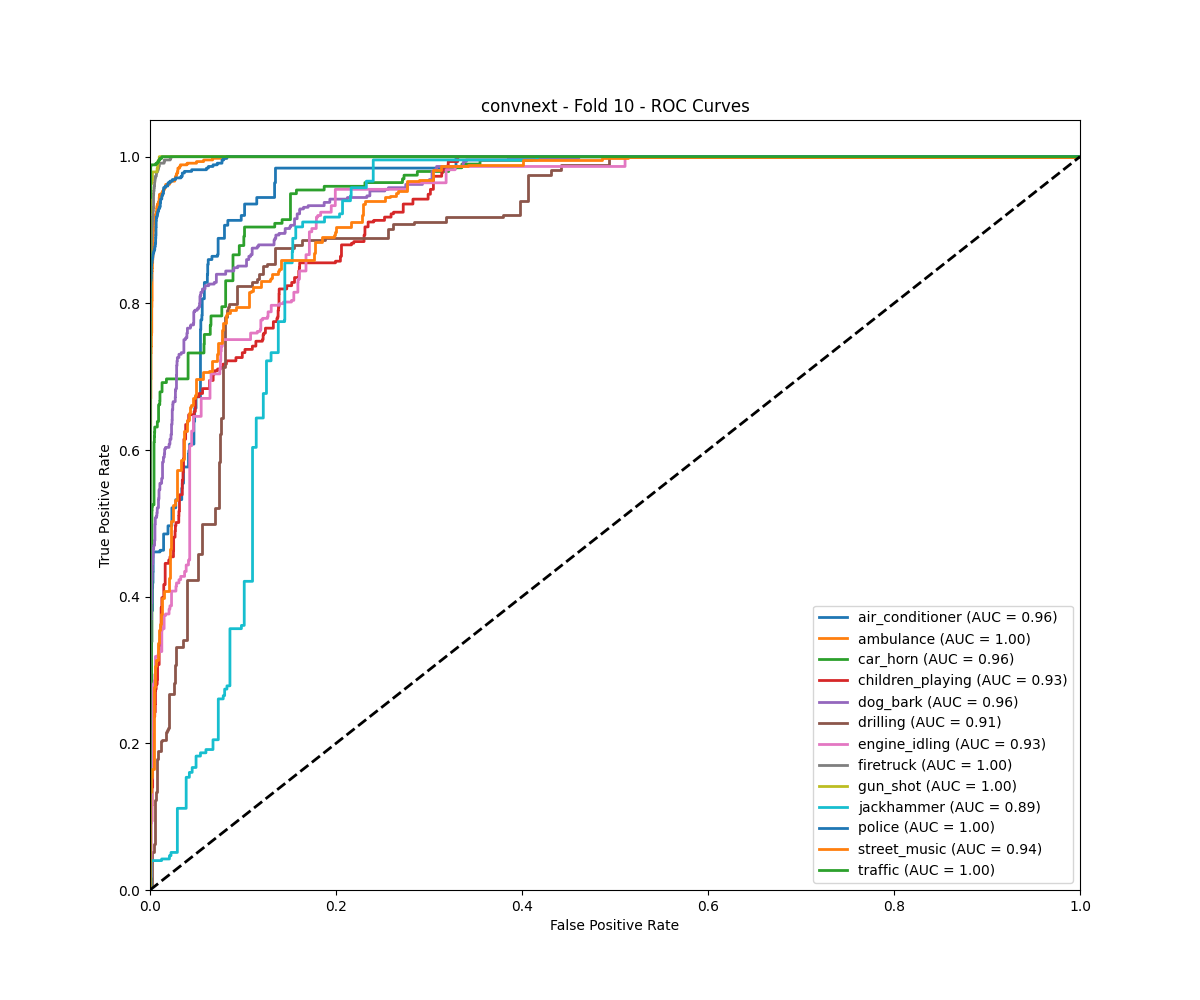 convnext - Fold 10 - ROC Curves
1.0
0.8
0.6
0.4
0.2
0.0
True Positive Rate
0.0 0.2 0.4 0.6 0.8 1.0
False Positive Rate
air_conditioner (AUC = 0.96)
ambulance (AUC = 1.00)
car_horn (AUC = 0.96)
children_playing (AUC = 0.93)
dog_bark (AUC = 0.96)
drilling (AUC = 0.91)
engine_idling (AUC = 0.93)
firetruck (AUC = 1.00)
gun_shot (AUC = 1.00)
jackhammer (AUC = 0.89)
police (AUC = 1.00)
street_music (AUC = 0.94)
traffic (AUC = 1.00)